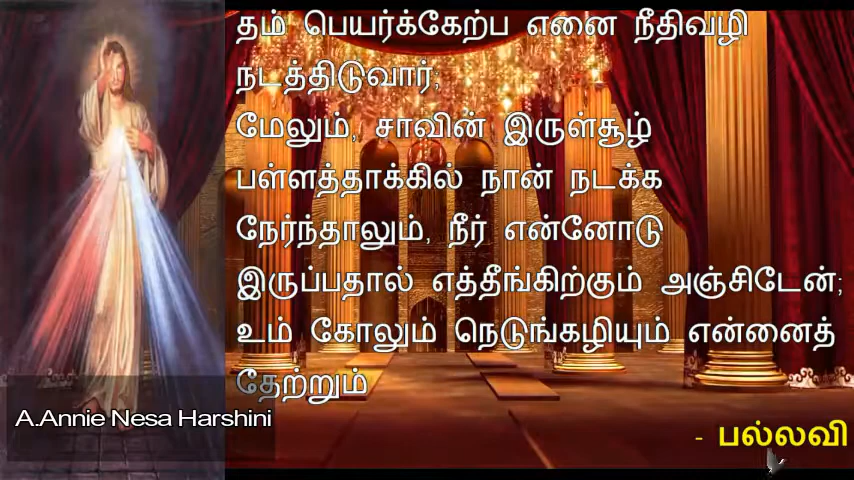 தம் பெயர்க்கேற்ப எனை நீதிவழி
நடத்திடுவார்;
மேலும், சாவின் இருள்சூழ்
பள்ளத்தாக்கில் நான் நடக்க
நேர்ந்தாலும், நீர் என்னோடு
இருப்பதால் எத்தீங்கிற்கும் அஞ்சிடேன்;
உம் கோலும் நெடுங்கழியும் என்னைத்
தேற்றும்
A.Annie Nesa Harshini
- பல்லவி